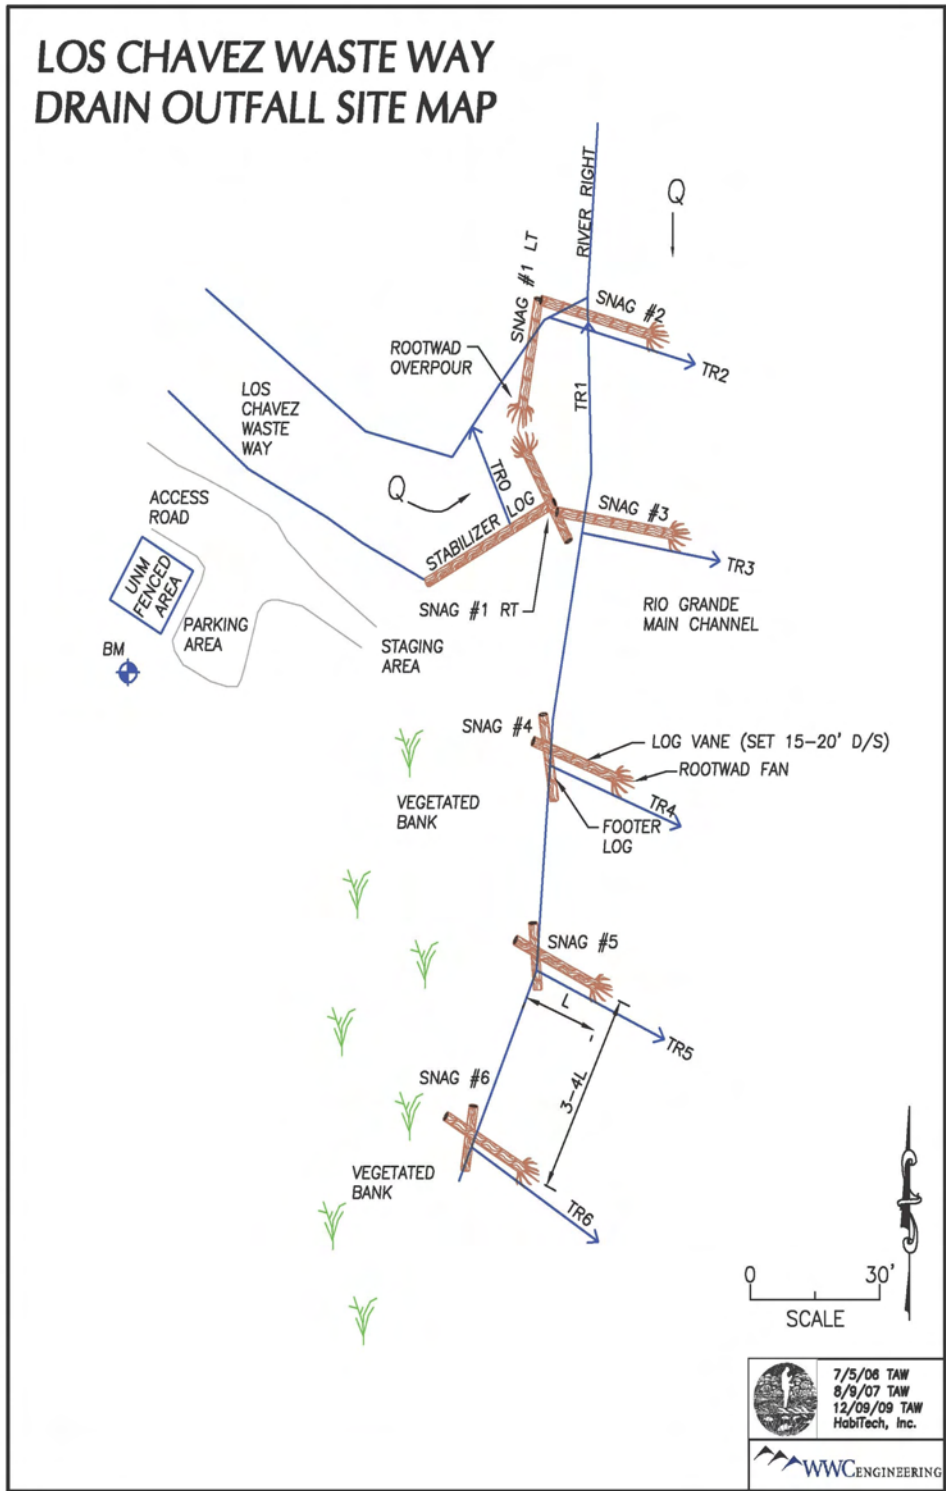 LOS CHAVEZ WASTE WAY
DRAIN OUTFALL SITE MAP
RIVER RIGHT
Q
SNAG #1 LT
SNAG #2
ROOTWAD
OVERPOUR
TR2
TR1
LOS
CHAVEZ
WASTE
WAY
TR0
Q
ACCESS
ROAD
STABILIZER LOG
SNAG #3
TR3
UNM
FENCED
AREA
SNAG #1 RT
RIO GRANDE
MAIN CHANNEL
PARKING
AREA
BM
STAGING
AREA
SNAG #4
LOG VANE (SET 15-20' D/S)
ROOTWAD FAN
VEGETATED
BANK
TR4
FOOTER
LOG
SNAG #5
L
TR5
3-4L
SNAG #6
VEGETATED
BANK
TR6
0 30'
SCALE
7/5/06 TAW
8/9/07 TAW
12/09/09 TAW
HabiTech, Inc.
WWC ENGINEERING